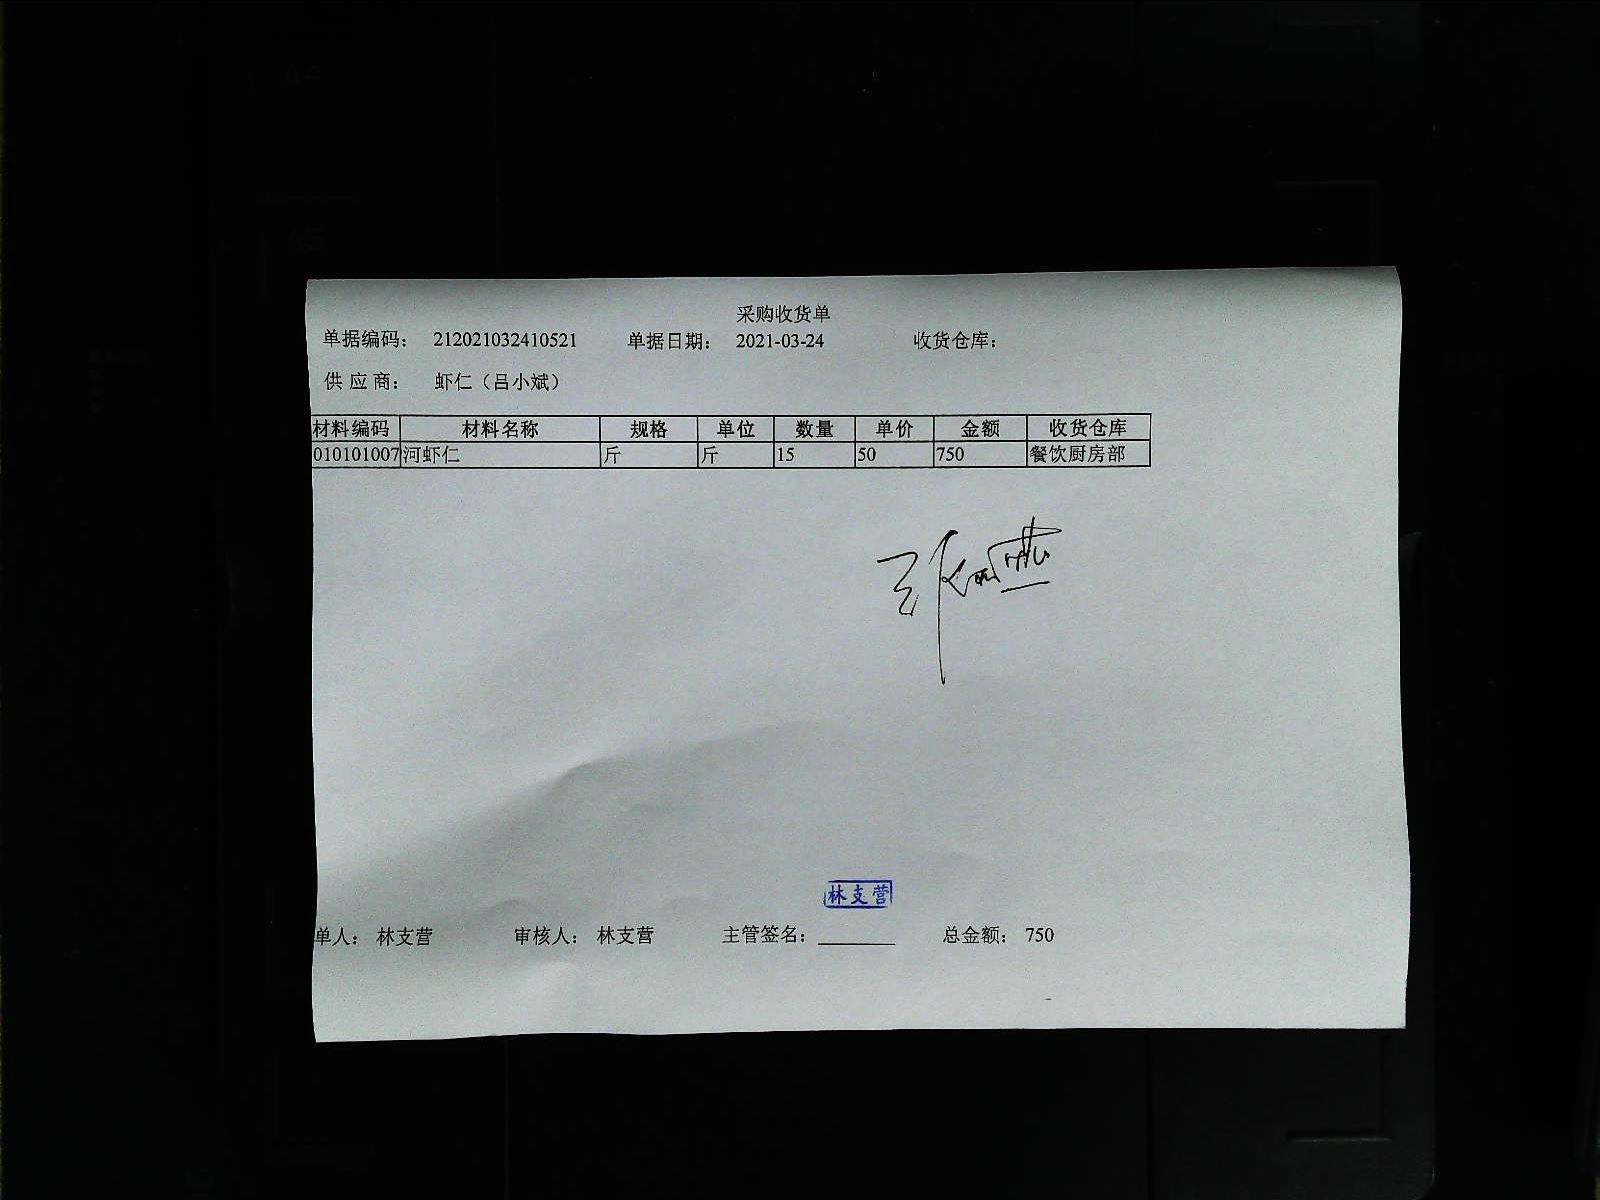 采购收货单
单据编码： 212021032410521 单据日期： 2021-03-24 收货仓库：
供 应 商： 虾仁（吕小斌）
材料编码 材料名称 规格 单位 数量 单价 金额 收货仓库
010101007 河虾仁 斤 斤 15 50 750 餐饮厨房部
林支营
单人： 林支营 审核人： 林支营 主管签名： 总金额： 750